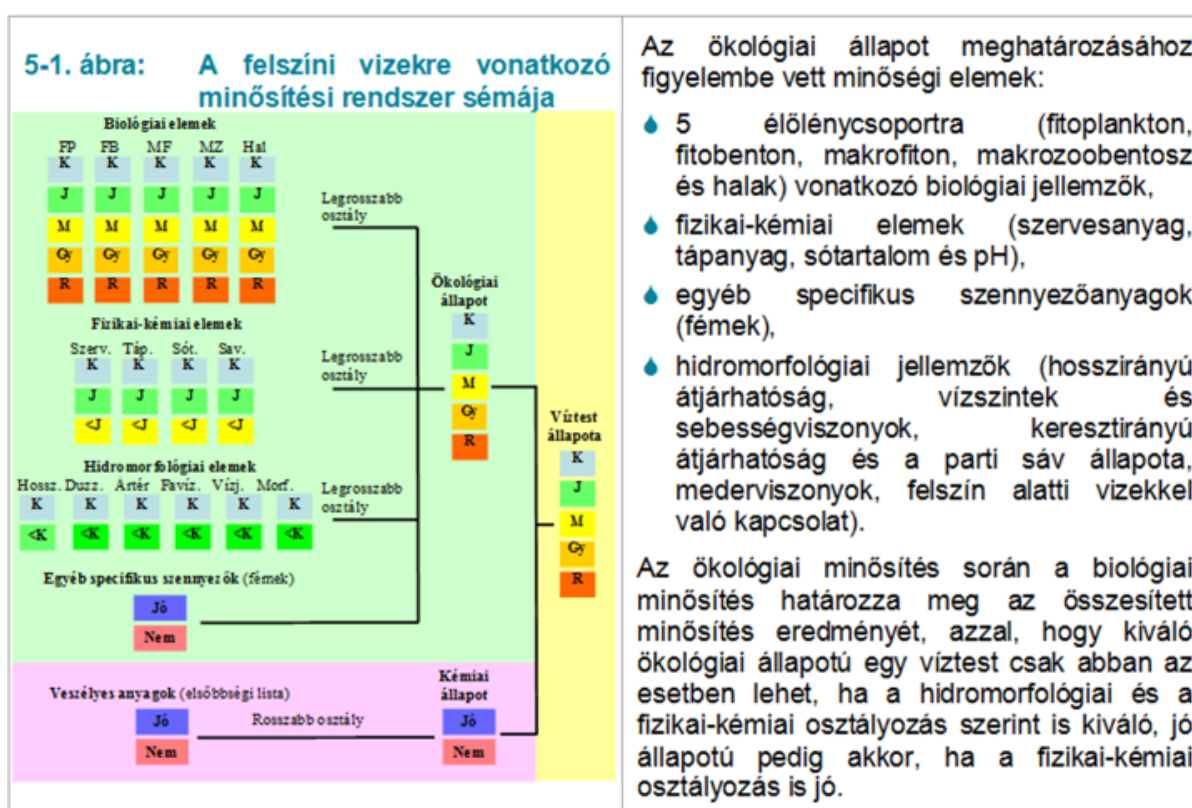 5-1. ábra: A felszíni vizekre vonatkozó
minősítési rendszer sémája
Biológiai elemek
FP FB MF MZ Hal
K K K K K
J J J J J
M M M M M
Gy Gy Gy Gy Gy
R R R R R
Legrosszabb
osztály
Fizikai-kémiai elemek
Szerv. Táp. Sót. Sav.
K K K K
J J J J
<J <J <J <J
Legrosszabb
osztály
Hidromorfológiai elemek
Hossz. Duzz. Artér Favíz. Vízj. Morf.
K K K K K K
<K <K <K <K <K <K
Legrosszabb
osztály
Egyéb specifikus szennyezők (fémek)
Jó
Nem
Ökológiai
állapot
K
J
M
Gy
R
Víztest
állapota
K
J
M
Gy
R
Veszélyes anyagok (elsőbbségi lista)
Jó
Nem
Rosszabb osztály
Kémiai
állapot
Jó
Nem
Az ökológiai állapot meghatározásához
figyelembe vett minőségi elemek:
5 élőlénycsoportra (fitoplankton,
fitobenton, makrofiton, makrozoobentosz
és halak) vonatkozó biológiai jellemzők,
fizikai-kémiai elemek (szervesanyag,
tápanyag, sótartalom és pH),
egyéb specifikus szennyezőanyagok
(fémek),
hidromorfológiai jellemzők (hosszirányú
átjárhatóság, vízszintek és
sebességviszonyok, keresztirányú
átjárhatóság és a parti sáv állapota,
mederviszonyok, felszín alatti vizekkel
való kapcsolat).
Az ökológiai minősítés során a biológiai
minősítés határozza meg az összesített
minősítés eredményét, azzal, hogy kiváló
ökológiai állapotú egy víztest csak abban az
esetben lehet, ha a hidromorfológiai és a
fizikai-kémiai osztályozás szerint is kiváló, jó
állapotú pedig akkor, ha a fizikai-kémiai
osztályozás is jó.